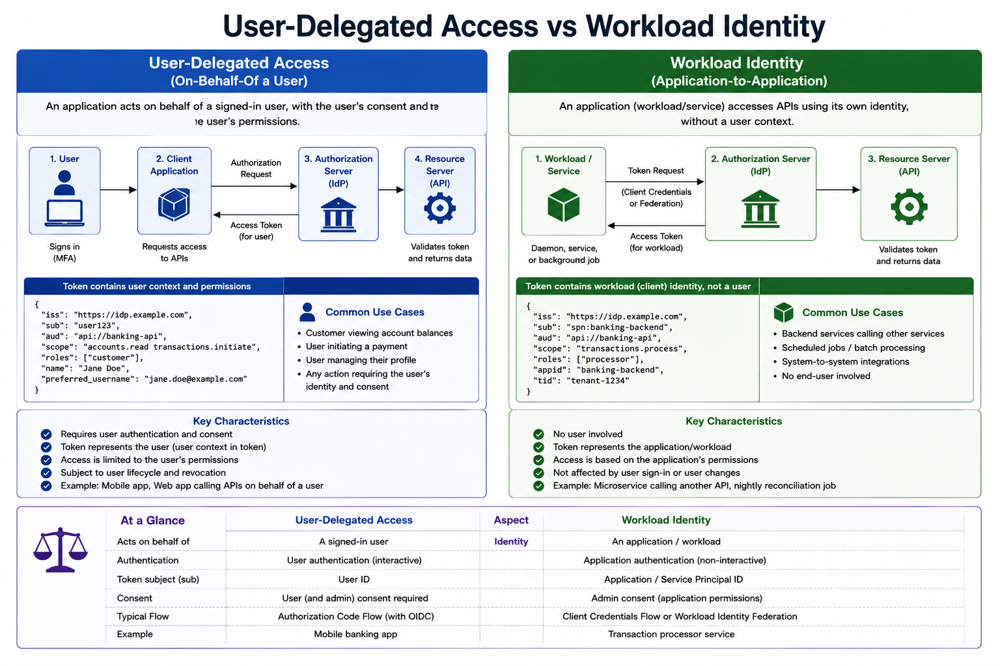 User-Delegated Access vs Workload Identity
User-Delegated Access
(On-Behalf-Of a User)
An application acts on behalf of a signed-in user, with the user's consent and
user's permissions.
1. User
Signs in
(MFA)
2. Client
Application
Requests access
to APIs
Authorization
Request
Access Token
(for user)
3. Authorization
Server
(IdP)
4. Resource
Server
(API)
Validates token
and returns data
Token contains user context and permissions
{
"iss": "https://idp.example.com",
"sub": "user123",
"aud": "api://banking-api",
"scope": "accounts.read transactions.initiate",
"roles": ["customer"],
"name": "Jane Doe",
"preferred_username": "jane.doe@example.com"
}
Common Use Cases
• Customer viewing account balances
• User initiating a payment
• User managing their profile
• Any action requiring the user's
identity and consent
Key Characteristics
Requires user authentication and consent
Token represents the user (user context in token)
Access is limited to the user's permissions
Subject to user lifecycle and revocation
Example: Mobile app, Web app calling APIs on behalf of a user
Workload Identity
(Application-to-Application)
An application (workload/service) accesses APIs using its own identity,
without a user context.
1. Workload /
Service
Daemon, service,
or background job
Token Request
(Client Credentials
or Federation)
Access Token
(for workload)
2. Authorization Server
(IdP)
3. Resource Server
(API)
Validates token
and returns data
Token contains workload (client) identity, not a user
{
"iss": "https://idp.example.com",
"sub": "spn:banking-backend",
"aud": "api://banking-api",
"scope": "transactions.process",
"roles": ["processor"],
"appid": "banking-backend",
"tid": "tenant-1234"
}
Common Use Cases
• Backend services calling other services
• Scheduled jobs / batch processing
• System-to-system integrations
• No end-user involved
Key Characteristics
No user involved
Token represents the application/workload
Access is based on the application's permissions
Not affected by user sign-in or user changes
Example: Microservice calling another API, nightly reconciliation job
At a Glance User-Delegated Access Aspect Workload Identity
Acts on behalf of A signed-in user Identity An application / workload
Authentication User authentication (interactive) Application authentication (non-interactive)
Token subject (sub) User ID Application / Service Principal ID
Consent User (and admin) consent required Admin consent (application permissions)
Typical Flow Authorization Code Flow (with OIDC) Client Credentials Flow or Workload Identity Federation
Example Mobile banking app Transaction processor service